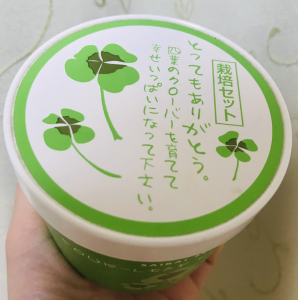 栽培セット
とってもありがとう。
四葉のクローバーを育てて
幸せいっぱいになって下さい。